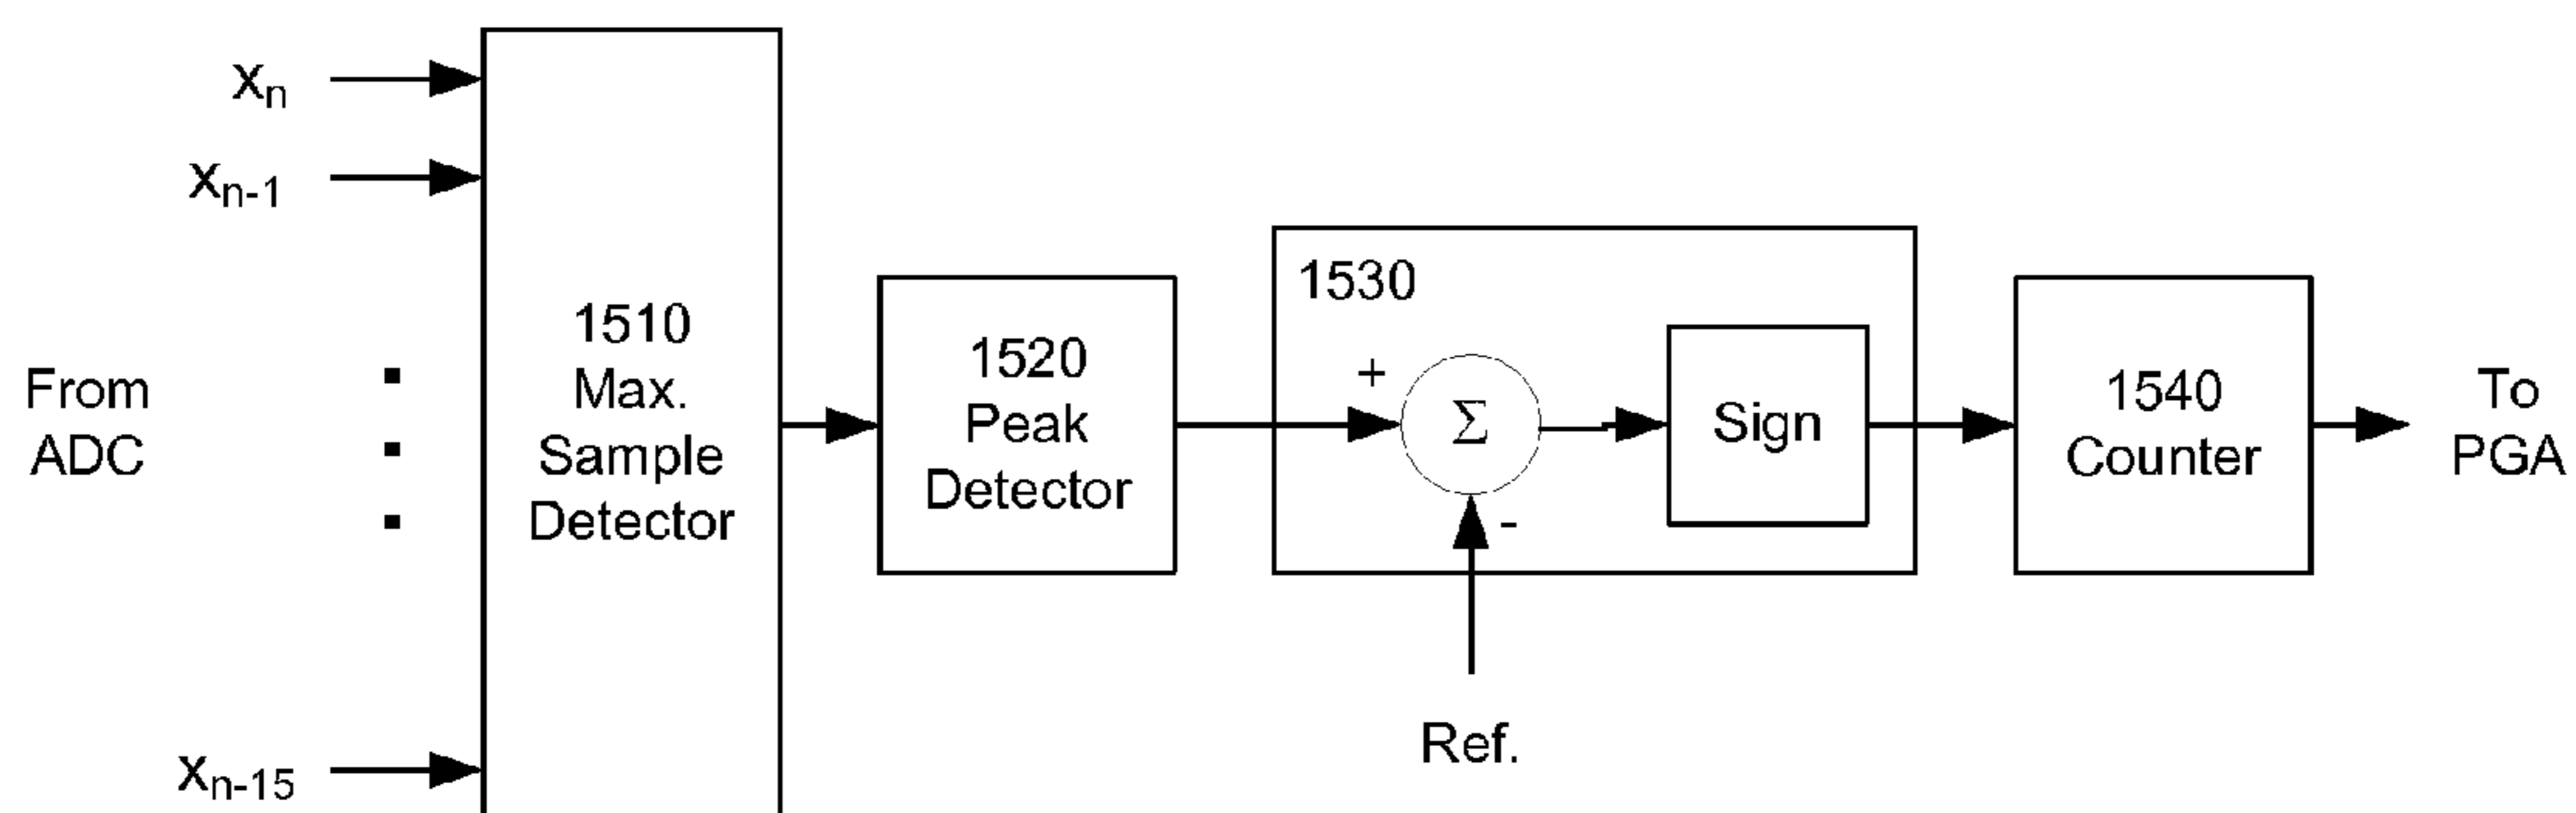 xn
xn-1
From
ADC
xn-15
1510
Max.
Sample
Detector
1520
Peak
Detector
1530
+
Σ
-
Ref.
Sign
1540
Counter
To
PGA